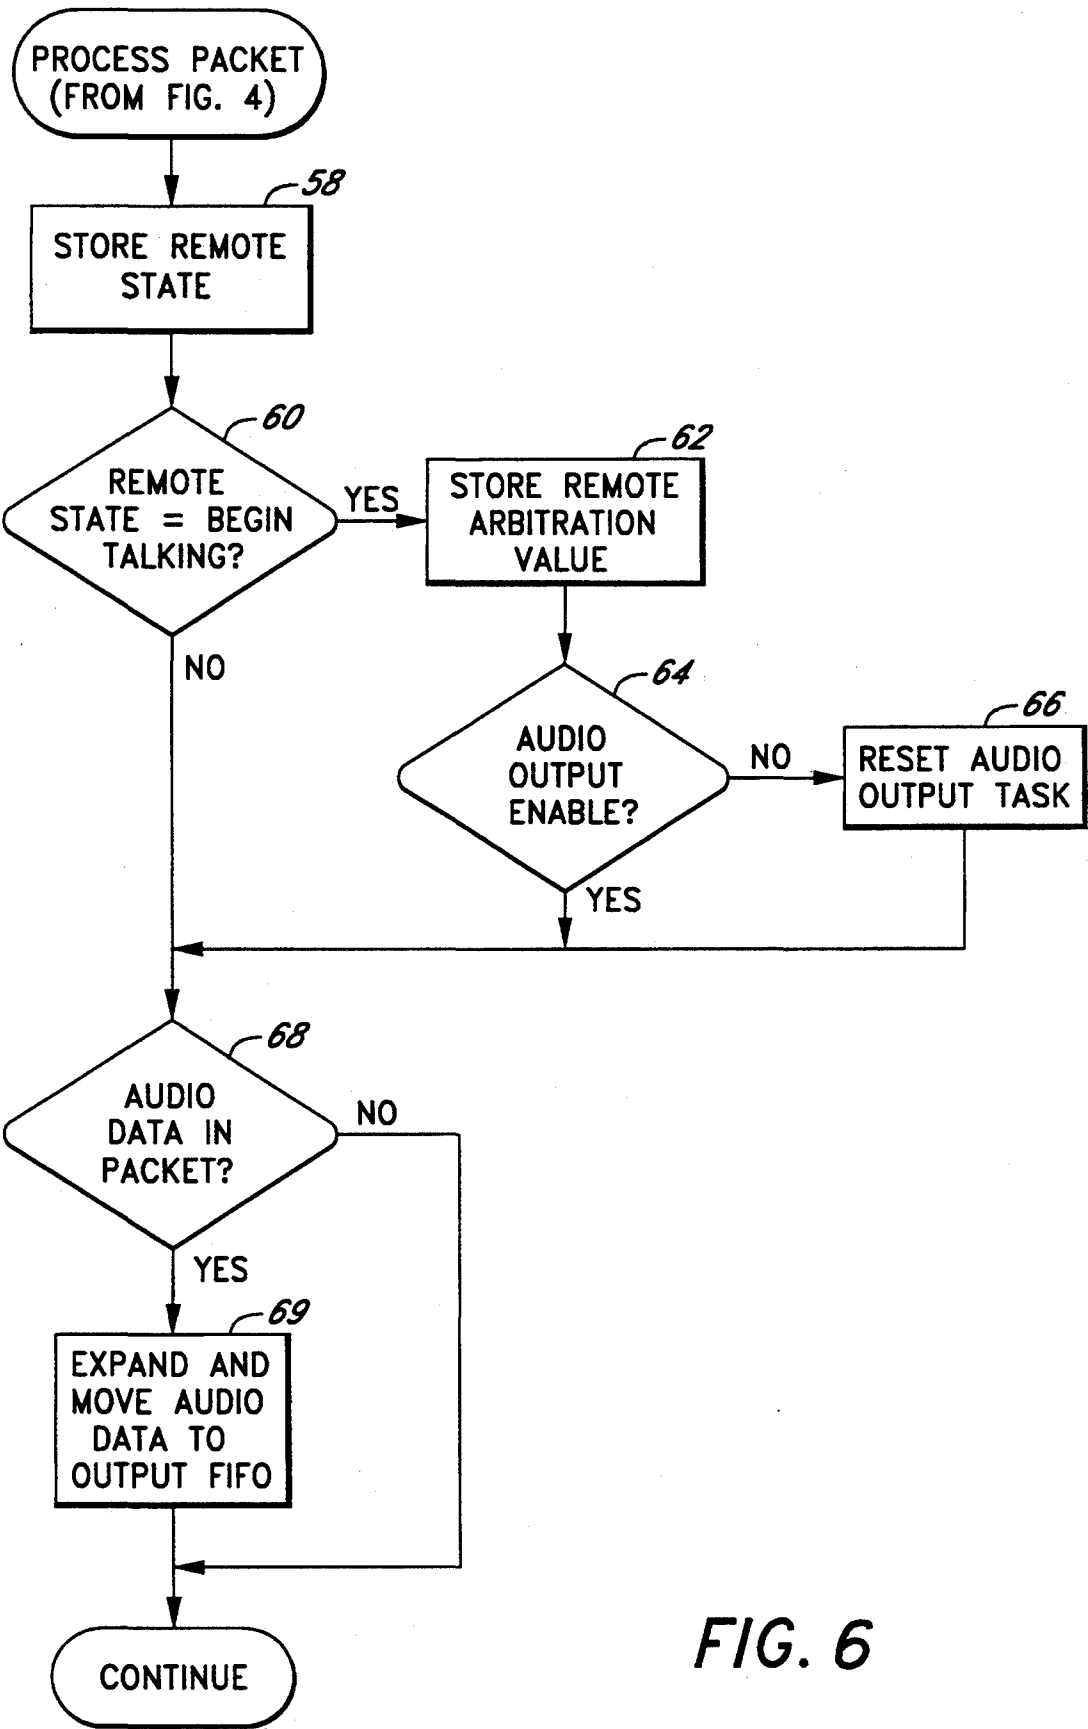 PROCESS PACKET
(FROM FIG. 4)
58
STORE REMOTE
STATE
60
REMOTE
STATE = BEGIN
TALKING?
YES
62
STORE REMOTE
ARBITRATION
VALUE
NO
64
AUDIO
OUTPUT
ENABLE?
NO
66
RESET AUDIO
OUTPUT TASK
YES
68
AUDIO
DATA IN
PACKET?
NO
YES
69
EXPAND AND
MOVE AUDIO
DATA TO
OUTPUT FIFO
CONTINUE
FIG. 6